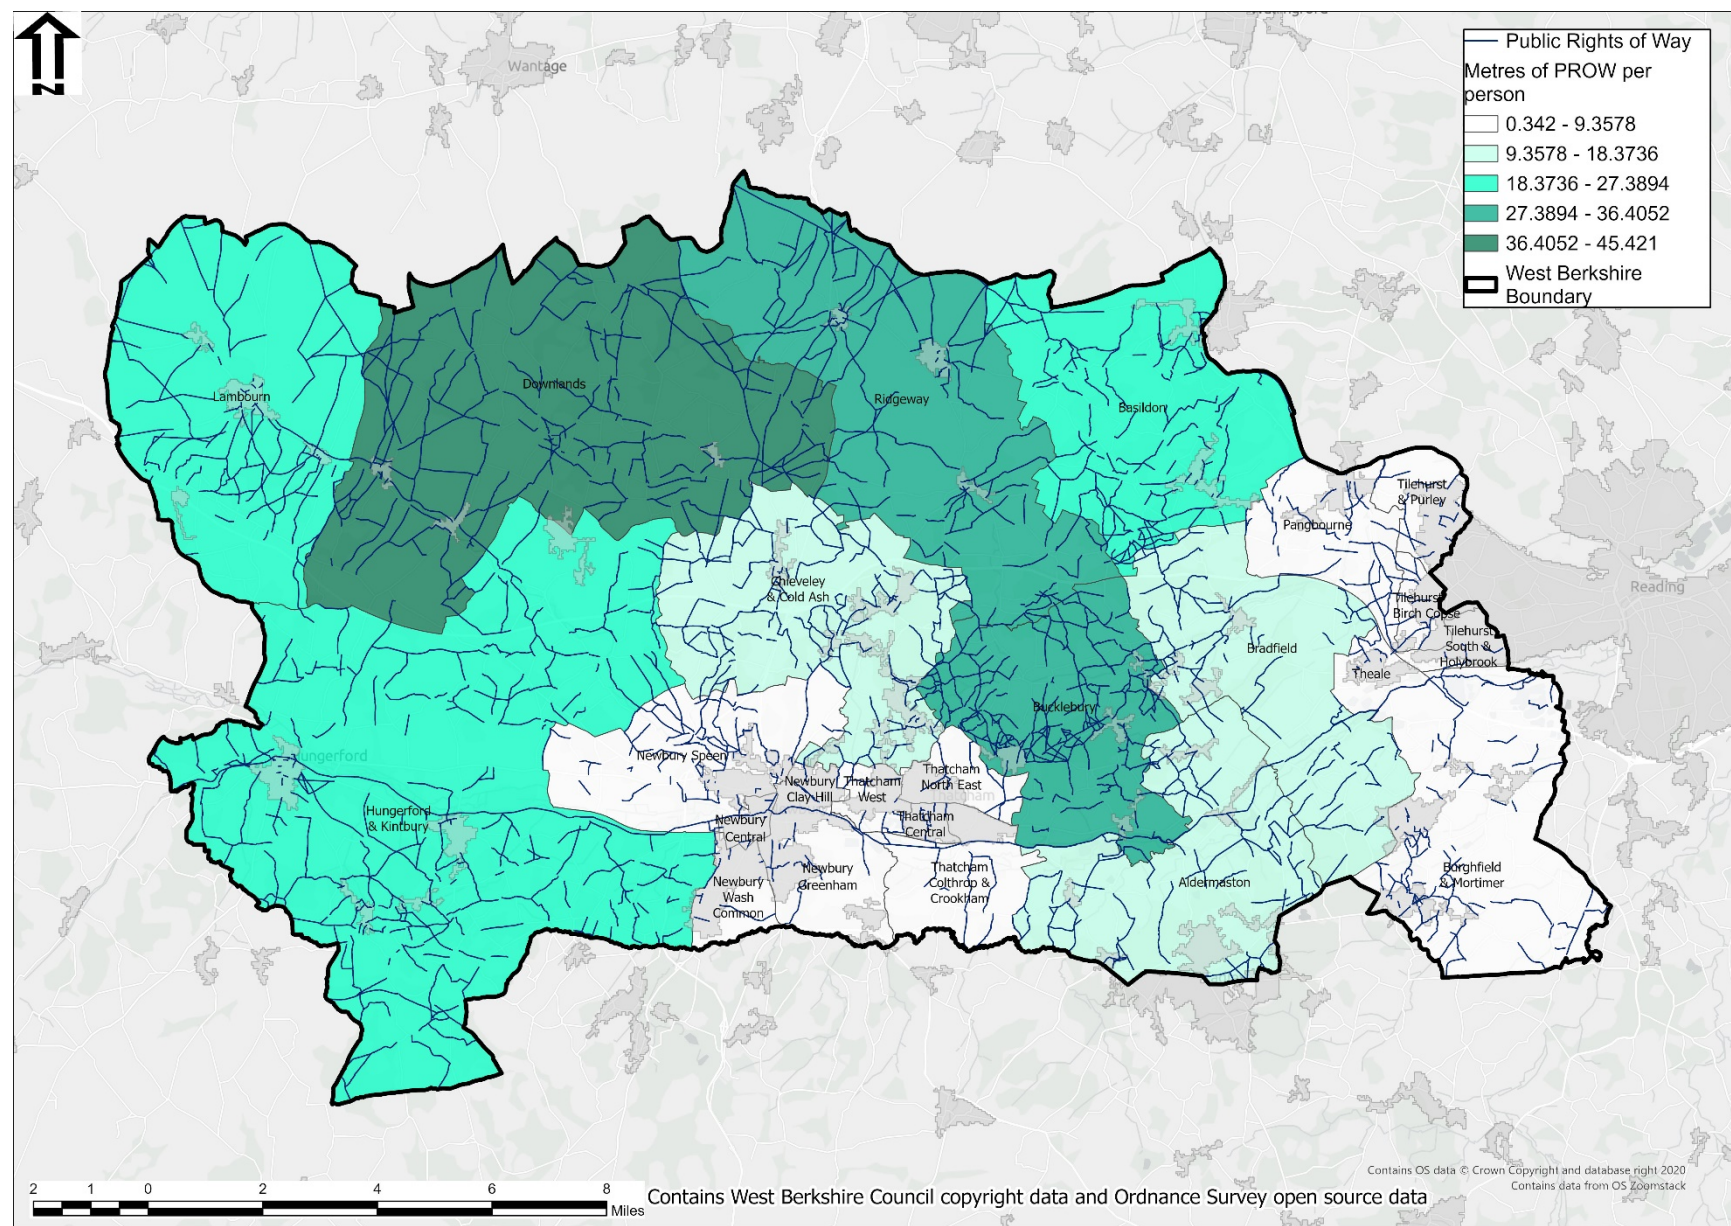 N
Wantage
Public Rights of Way
Metres of PROW per
person
0.342 - 9.3578
9.3578 - 18.3736
18.3736 - 27.3894
27.3894 - 36.4052
36.4052 - 45.421
West Berkshire
Boundary
Lambourn
Downlands
Ridgeway
Basildon
Tilehurst
& Purley
Pangbourne
Chieveley
& Cold Ash
Reading
Tilehurst
Birch Copse
Tilehurst
South &
Holybrook
Bradfield
Theale
Bucklebury
Hungerford
Newbury Speen
Newbury
Clay Hill
Thatcham
West
Thatcham
North East
Thatcham
Hungerford
& Kintbury
Newbury
Central
Thatcham
Central
Newbury
Wash
Common
Newbury
Greenham
Thatcham
Colthrop &
Crookham
Aldermaston
Burghfield
& Mortimer
2 1 0 2 4 6 8
Miles
Contains West Berkshire Council copyright data and Ordnance Survey open source data
Contains OS data © Crown Copyright and database right 2020
Contains data from OS Zoomstack